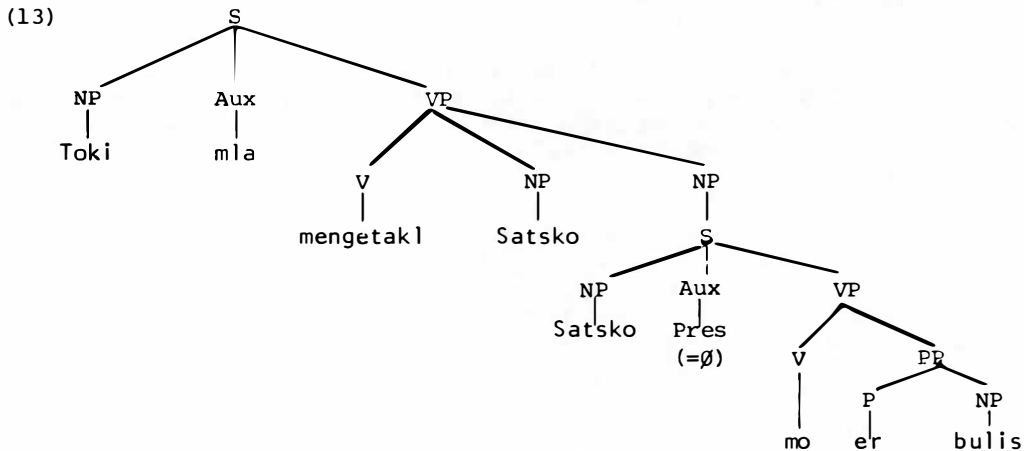 (13)
S
NP Aux VP
Toki mla
V NP NP
mengetakl Satsko
S
NP Aux VP
Satsko Pres
(=Ø)
V PP
P NP
mo er bulis